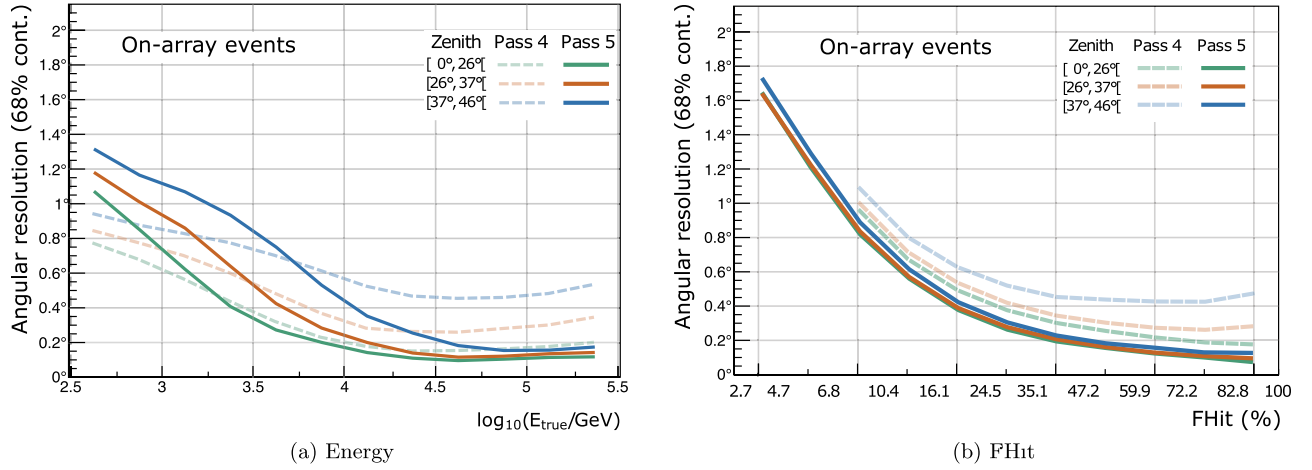 Angular resolution (68% cont.)
2°
1.8°
1.6°
1.4°
1.2°
1°
0.8°
0.6°
0.4°
0.2°
0°
On-array events
Zenith Pass 4 Pass 5
[ 0°, 26°[
[26°, 37°[
[37°, 46°[
2.5 3 3.5 4 4.5 5 5.5
log10(Etrue/GeV)
(a) Energy
Angular resolution (68% cont.)
2°
1.8°
1.6°
1.4°
1.2°
1°
0.8°
0.6°
0.4°
0.2°
0°
On-array events
Zenith Pass 4 Pass 5
[ 0°, 26°[
[26°, 37°[
[37°, 46°[
2.7 4.7 6.8 10.4 16.1 24.5 35.1 47.2 59.9 72.2 82.8 100
FHit (%)
(b) FHıt